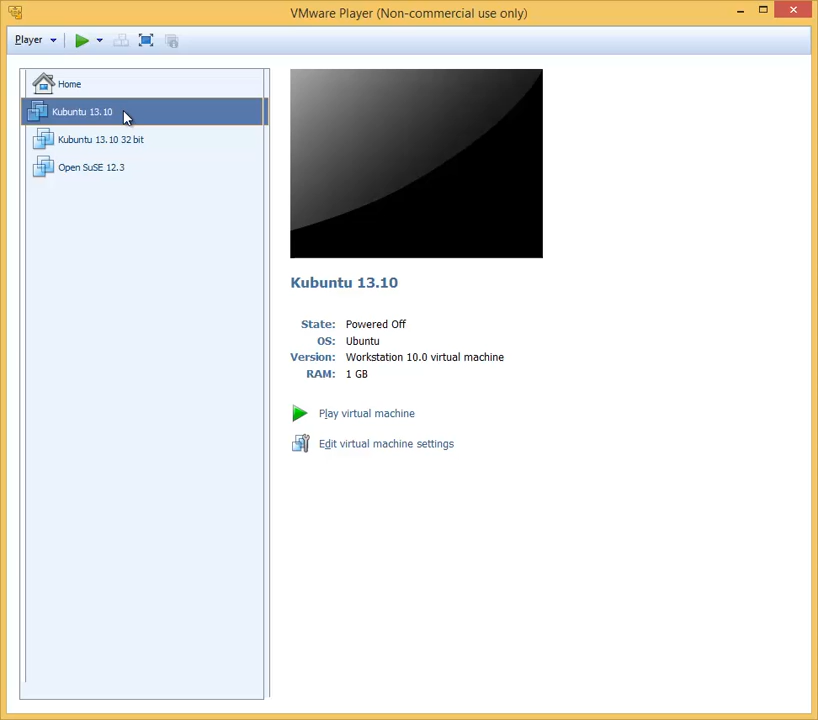 VMware Player (Non-commercial use only)
Player
Home
Kubuntu 13.10
Kubuntu 13.10 32 bit
Open SuSE 12.3
Kubuntu 13.10
State: Powered Off
OS: Ubuntu
Version: Workstation 10.0 virtual machine
RAM: 1 GB
Play virtual machine
Edit virtual machine settings